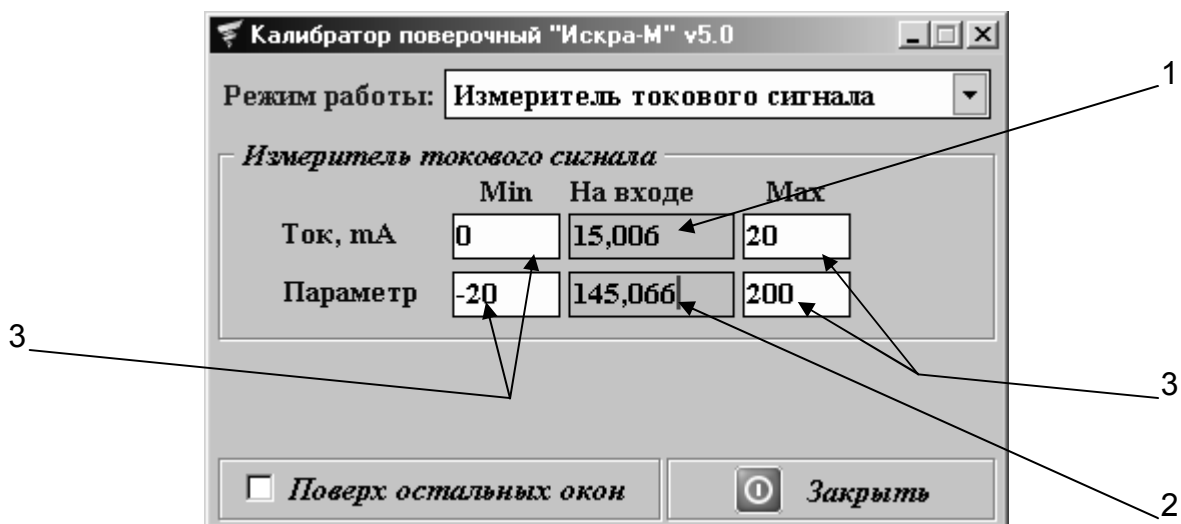 Калибратор поверочный "Искра-М" v5.0
1
Режим работы: Измеритель токового сигнала
Измеритель токового сигнала
Min На входе Max
Ток, mA 0 15,006 20
Параметр -20 145,066 200
3
3
Поверх остальных окон Закрыть
2